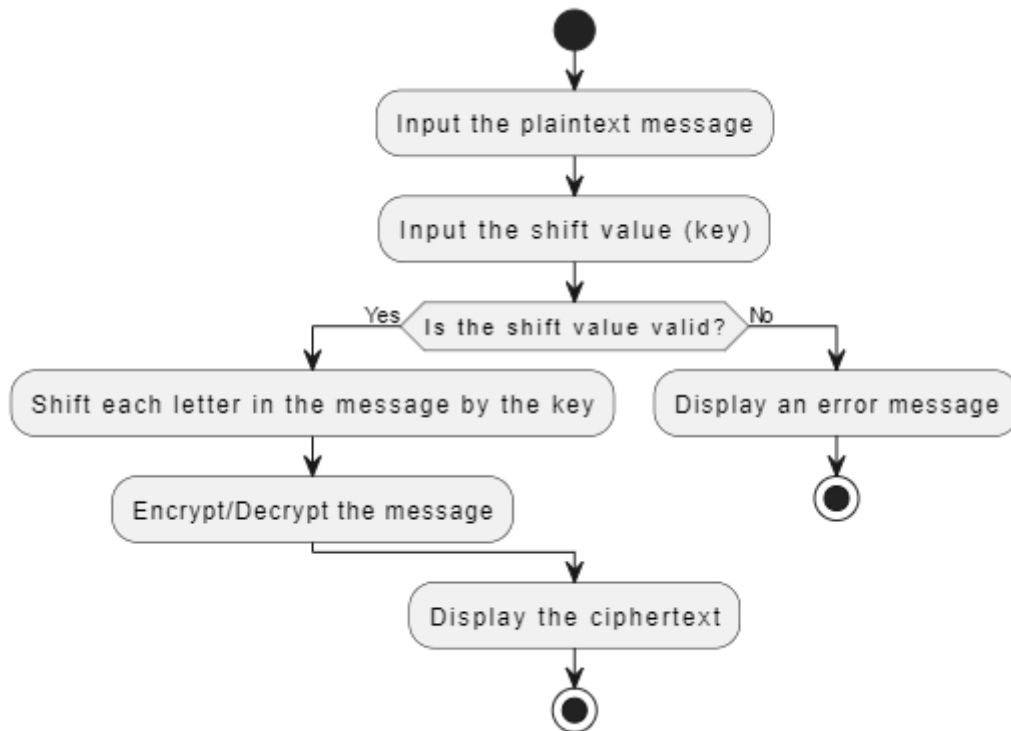 Input the plaintext message
Input the shift value (key)
Yes
Is the shift value valid?
No
Shift each letter in the message by the key
Display an error message
Encrypt/Decrypt the message
Display the ciphertext